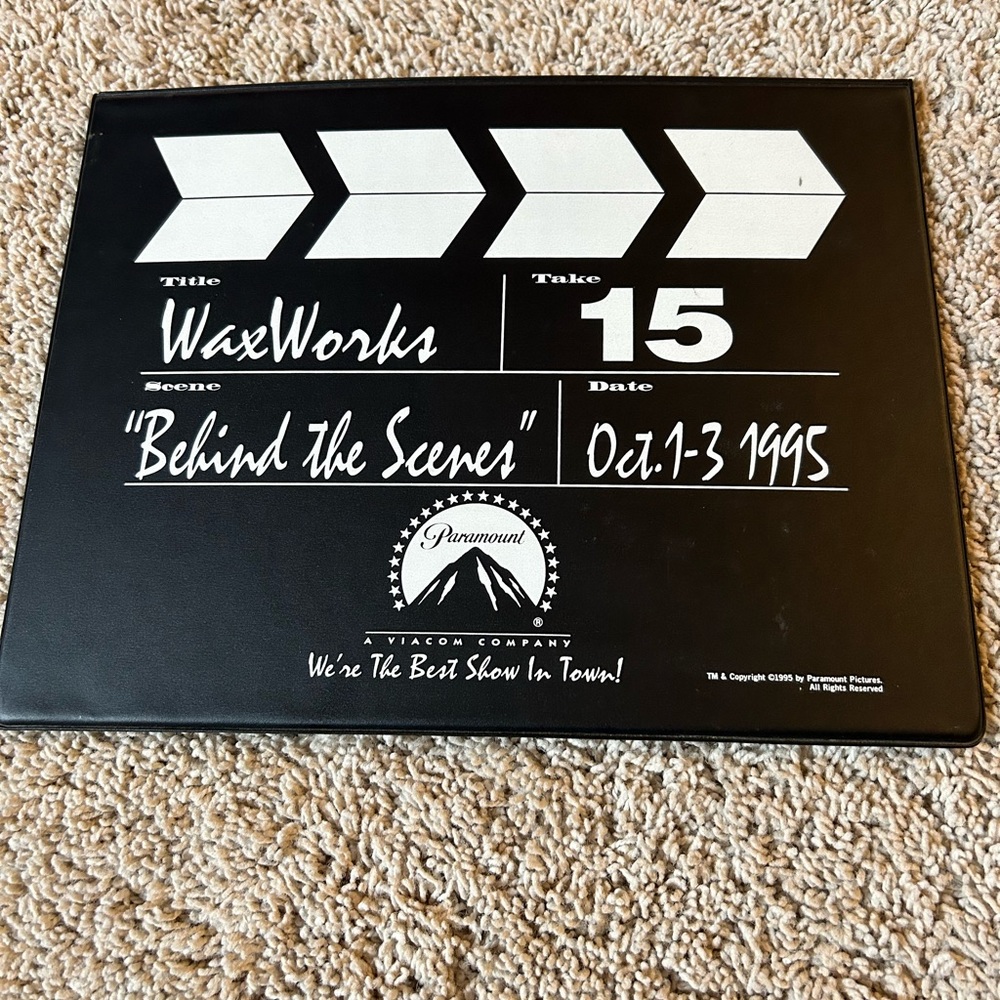 Title
WaxWorks
Take
15
Scene
"Behind the Scenes"
Date
Oct.1-3 1995
Paramount
®
A VIACOM COMPANY
We're The Best Show In Town!
TM & Copyright ©1995 by Paramount Pictures.
All Rights Reserved